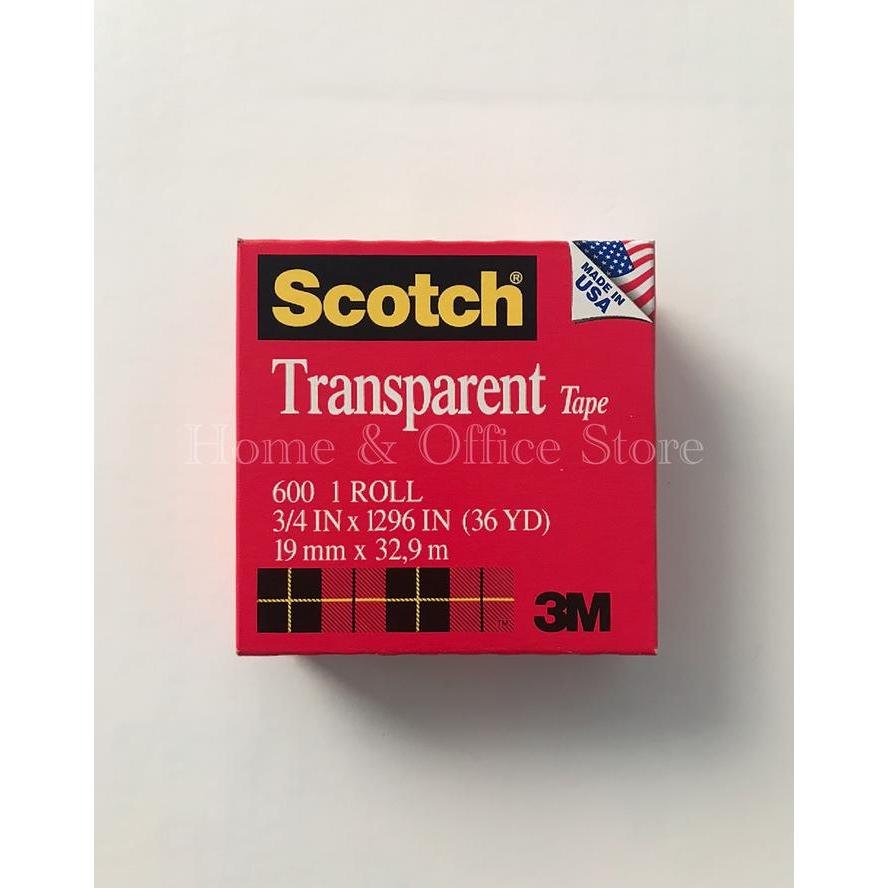 Scotch®
MADE IN
USA
Transparent Tape
Home & Office Store
600 1 ROLL
3/4 IN x 1296 IN (36 YD)
19 mm x 32,9 m
TM
3M